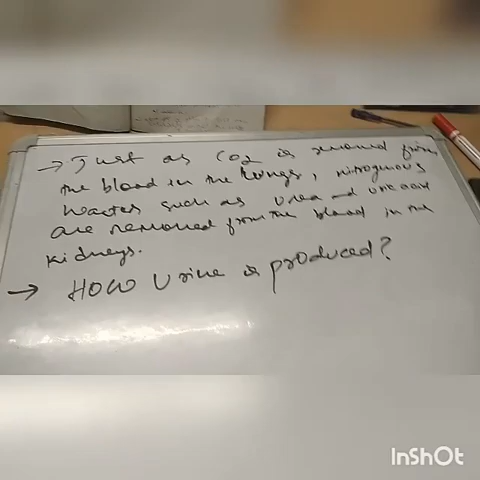 → Just as CO2 is removed from
the blood in the lungs, nitrogenous
wastes such as urea and uric acid
are removed from the blood in the
kidneys.
→ How Urine is produced?
InShOt